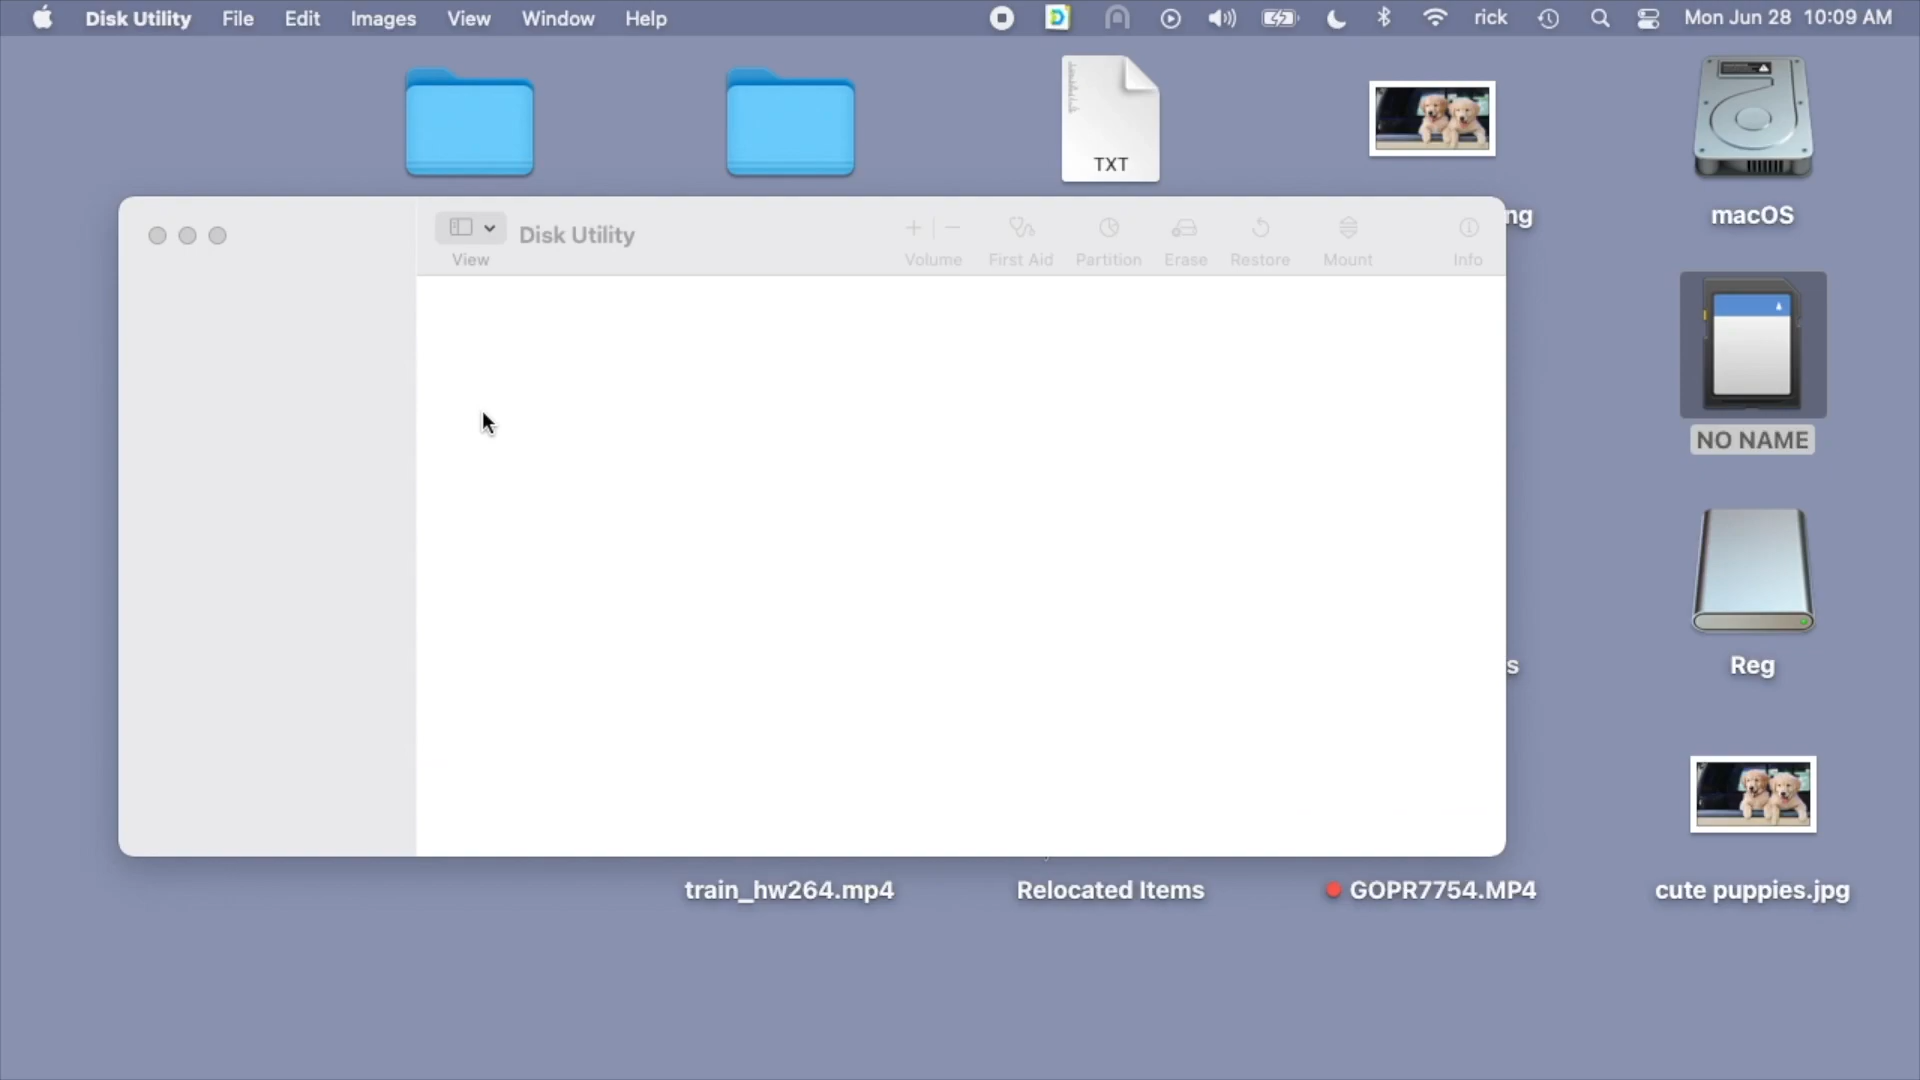 Disk Utility File Edit Images View Window Help rick Mon Jun 28 10:09 AM
TXT
ng
macOS
Disk Utility
View Volume First Aid Partition Erase Restore Mount Info
NO NAME
s
Reg
train_hw264.mp4 Relocated Items GOPR7754.MP4 cute puppies.jpg